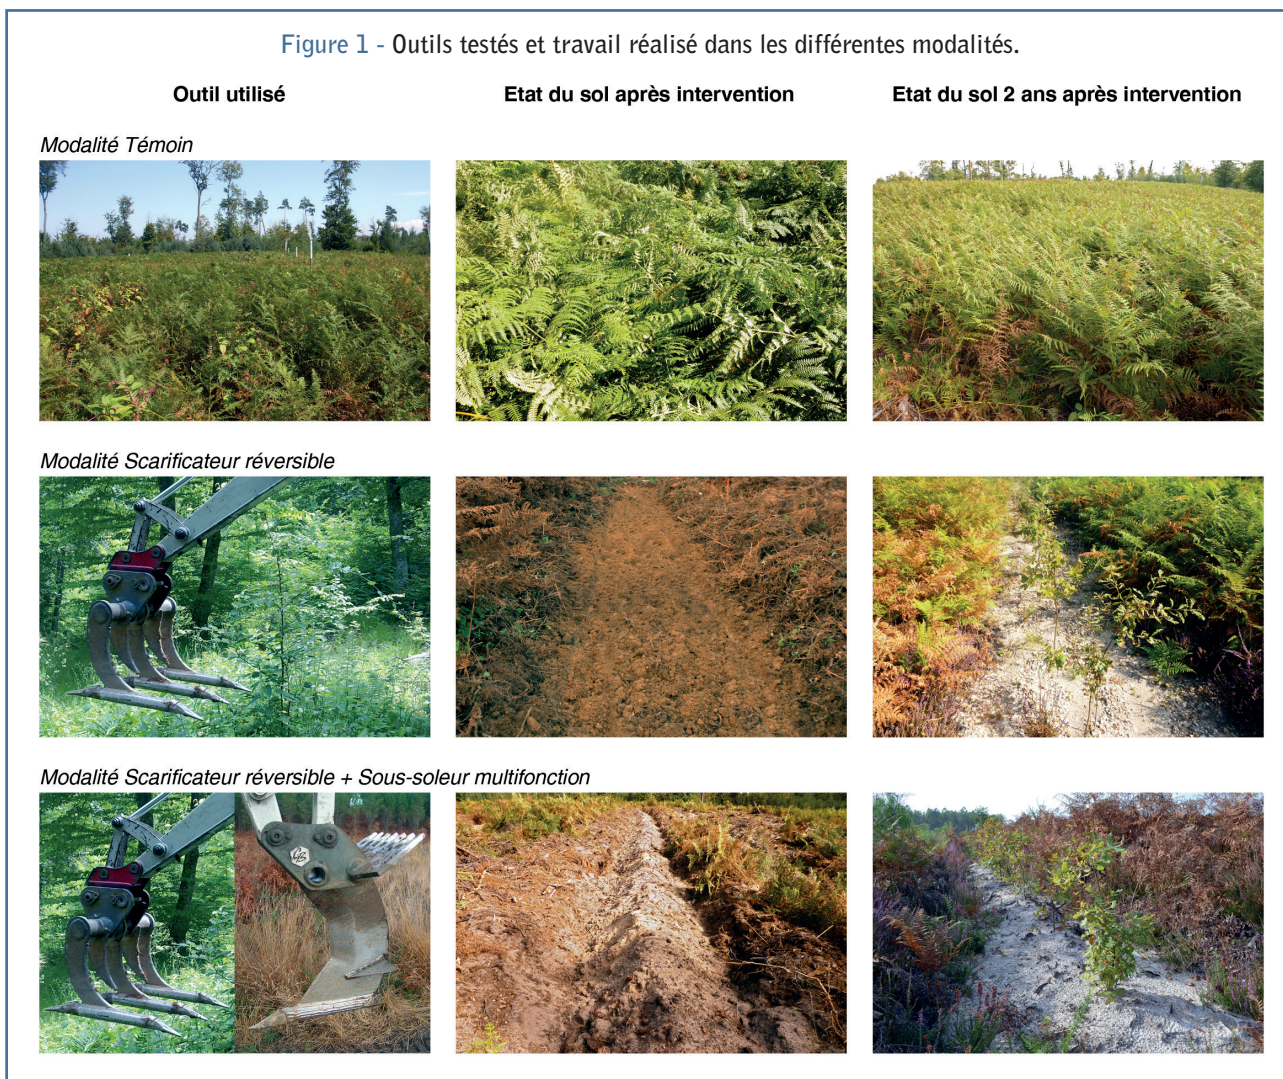 Figure 1 - Outils testés et travail réalisé dans les différentes modalités.
Outil utilisé
Etat du sol après intervention
Etat du sol 2 ans après intervention
Modalité Témoin
Modalité Scarificateur réversible
Modalité Scarificateur réversible + Sous-soleur multifonction